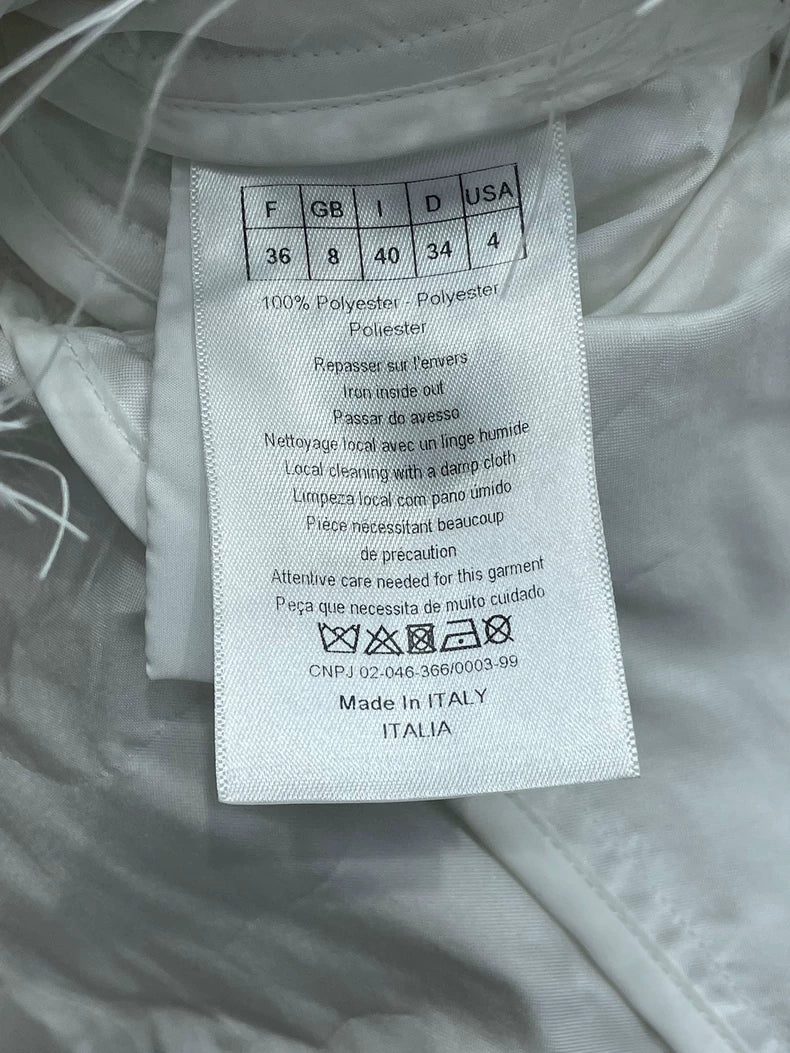 F GB I D USA
36 8 40 34 4
100% Polyester - Polyester
Poliester
Repasser sur l'envers
Iron inside out
Passar do avesso
Nettoyage local avec un linge humide
Local cleaning with a damp cloth
Limpeza local com pano úmido
Pièce nécessitant beaucoup
de précaution
Attentive care needed for this garment
Peça que necessita de muito cuidado
CNPJ 02-046-366/0003-99
Made In ITALY
ITALIA